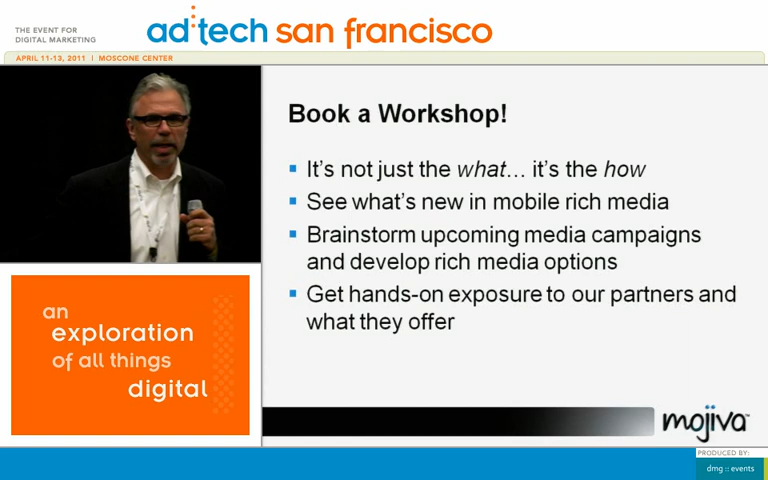 THE EVENT FOR
DIGITAL MARKETING
ad:tech san francisco
APRIL 11-13, 2011 | MOSCONE CENTER
Book a Workshop!
▪ It's not just the what... it's the how
▪ See what's new in mobile rich media
▪ Brainstorm upcoming media campaigns
and develop rich media options
▪ Get hands-on exposure to our partners and
what they offer
an
exploration
of all things
digital
mojiva™
PRODUCED BY:
dmg :: events